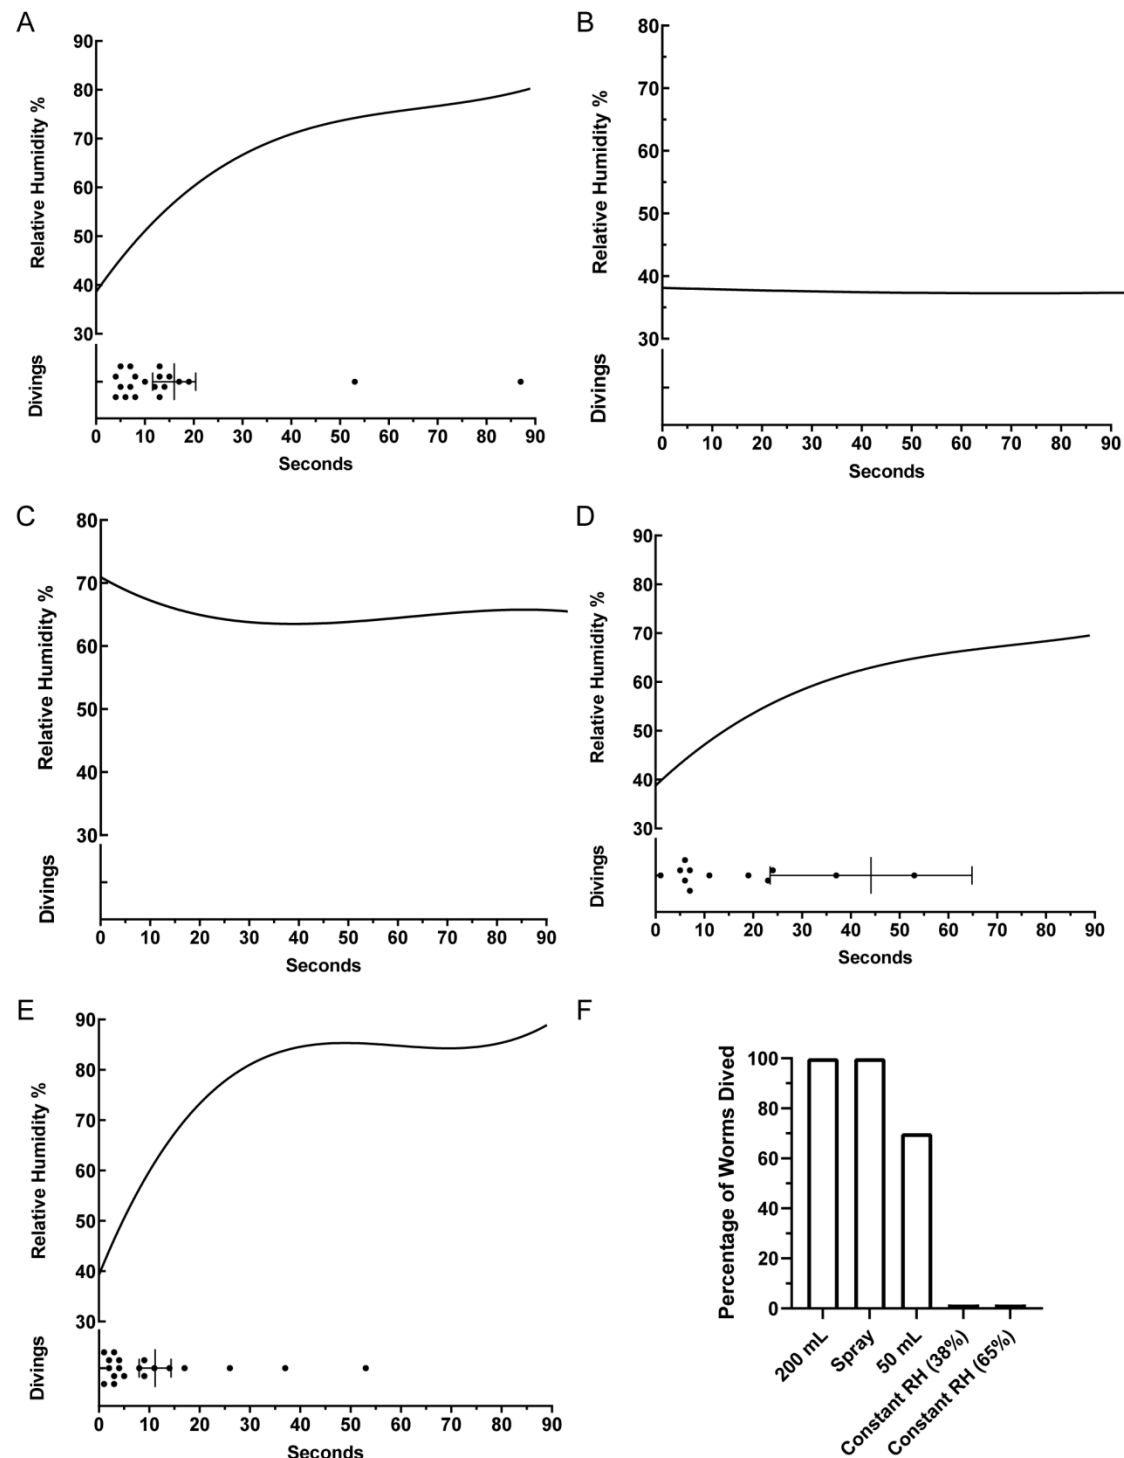 A
90
80
70
60
50
40
30
Relative Humidity %
Divings
0 10 20 30 40 50 60 70 80 90
Seconds
B
80
70
60
50
40
30
Relative Humidity %
Divings
0 10 20 30 40 50 60 70 80 90
Seconds
C
80
70
60
50
40
30
Relative Humidity %
Divings
0 10 20 30 40 50 60 70 80 90
Seconds
D
90
80
70
60
50
40
30
Relative Humidity %
Divings
0 10 20 30 40 50 60 70 80 90
Seconds
E
90
80
70
60
50
40
30
Relative Humidity %
Divings
0 10 20 30 40 50 60 70 80 90
Seconds
F
100
80
60
40
20
0
Percentage of Worms Dived
200 mL
Spray
50 mL
Constant RH (38%)
Constant RH (65%)